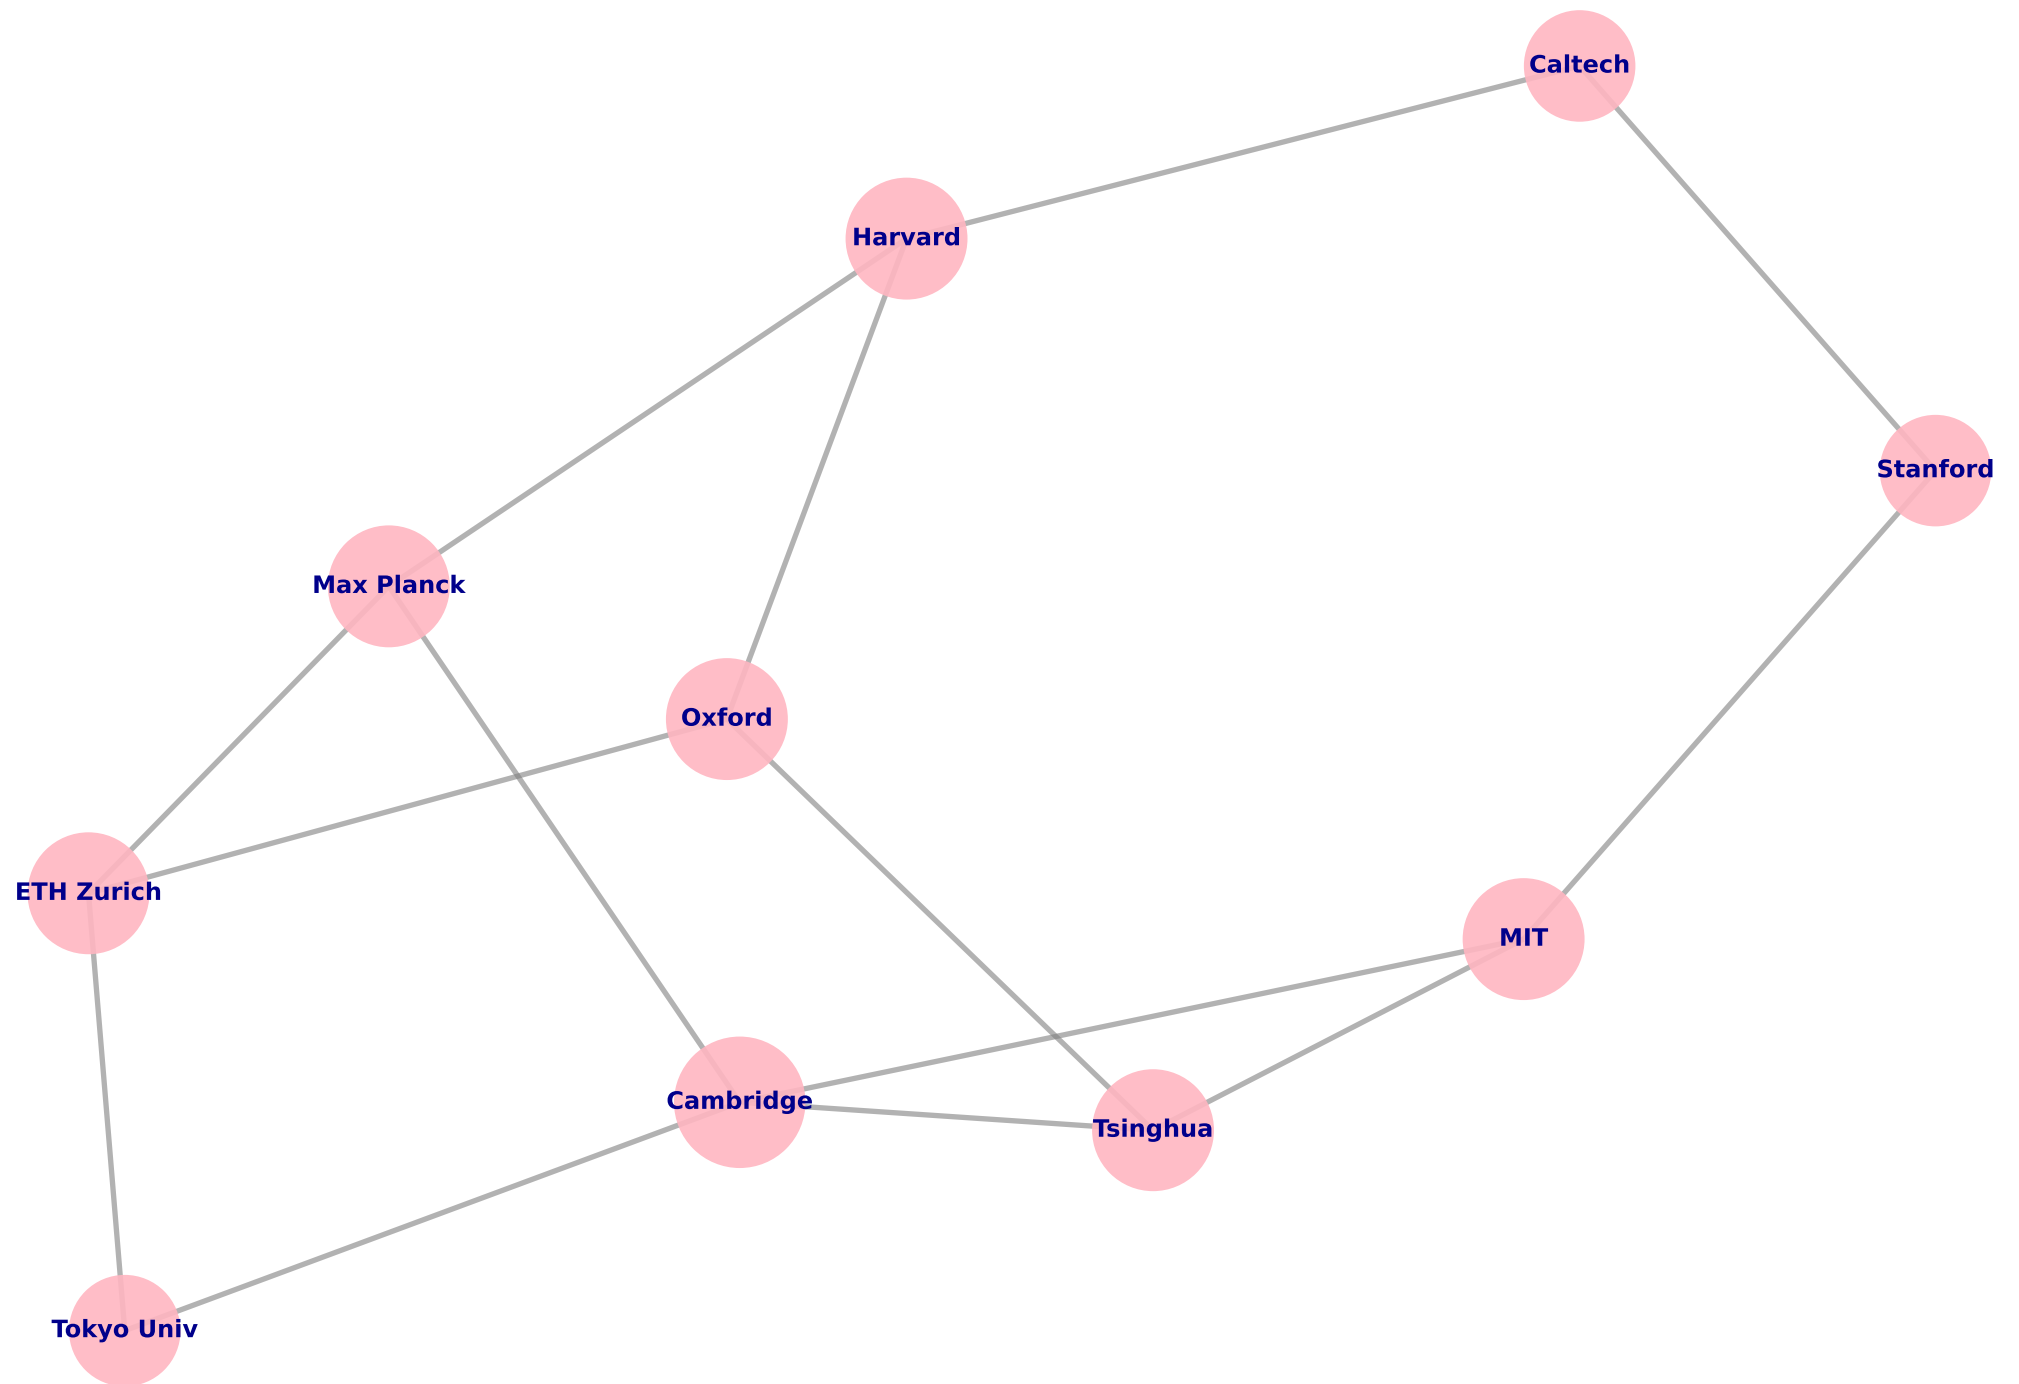 Caltech
Harvard
Stanford
Max Planck
Oxford
ETH Zurich
MIT
Cambridge
Tsinghua
Tokyo Univ